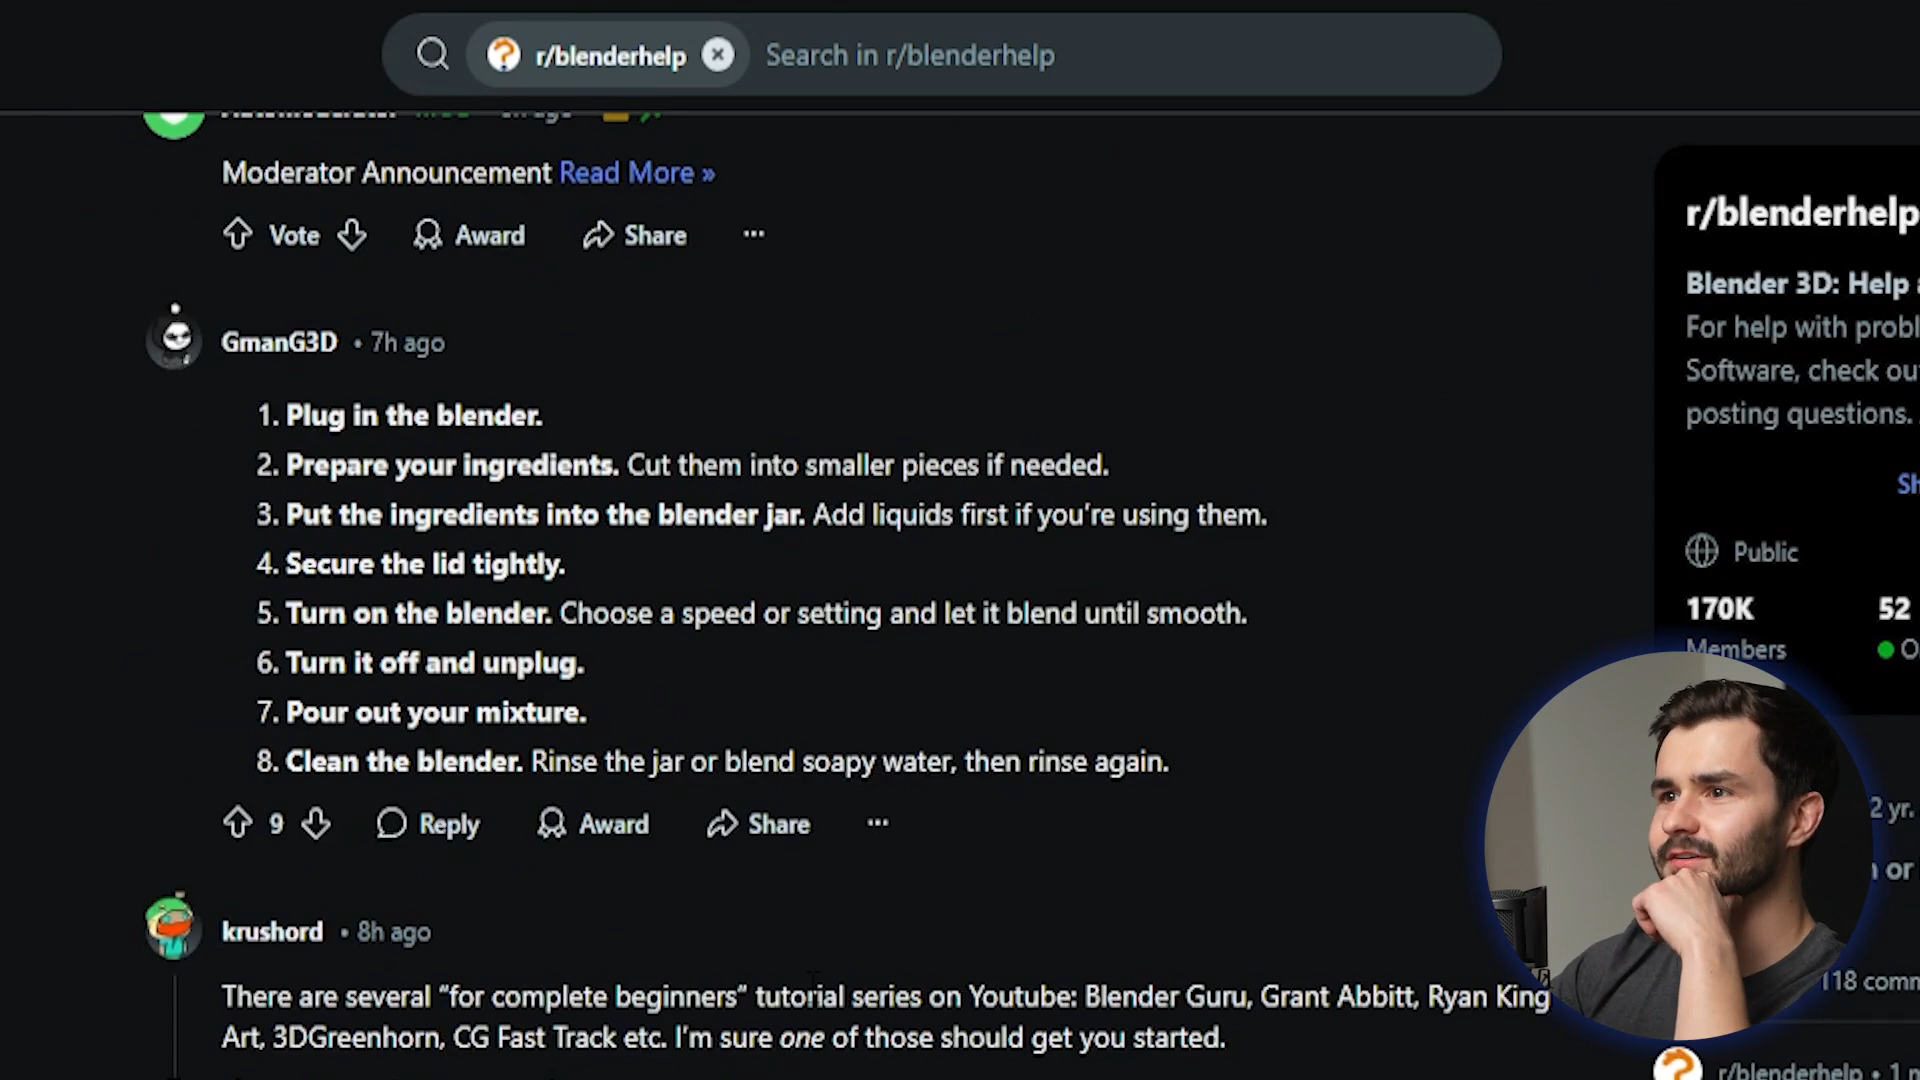 r/blenderhelp Search in r/blenderhelp
Moderator Announcement Read More »
Vote Award Share
GmanG3D • 7h ago
1. Plug in the blender.
2. Prepare your ingredients. Cut them into smaller pieces if needed.
3. Put the ingredients into the blender jar. Add liquids first if you’re using them.
4. Secure the lid tightly.
5. Turn on the blender. Choose a speed or setting and let it blend until smooth.
6. Turn it off and unplug.
7. Pour out your mixture.
8. Clean the blender. Rinse the jar or blend soapy water, then rinse again.
9 Reply Award Share
krushord • 8h ago
There are several “for complete beginners” tutorial series on Youtube: Blender Guru, Grant Abbitt, Ryan King
Art, 3DGreenhorn, CG Fast Track etc. I’m sure one of those should get you started.
r/blenderhelp
Blender 3D: Help
For help with probl
Software, check ou
posting questions.
Sh
Public
170K 52
Members O
2 yr.
or
118 comm
r/blenderhelp • 1 m